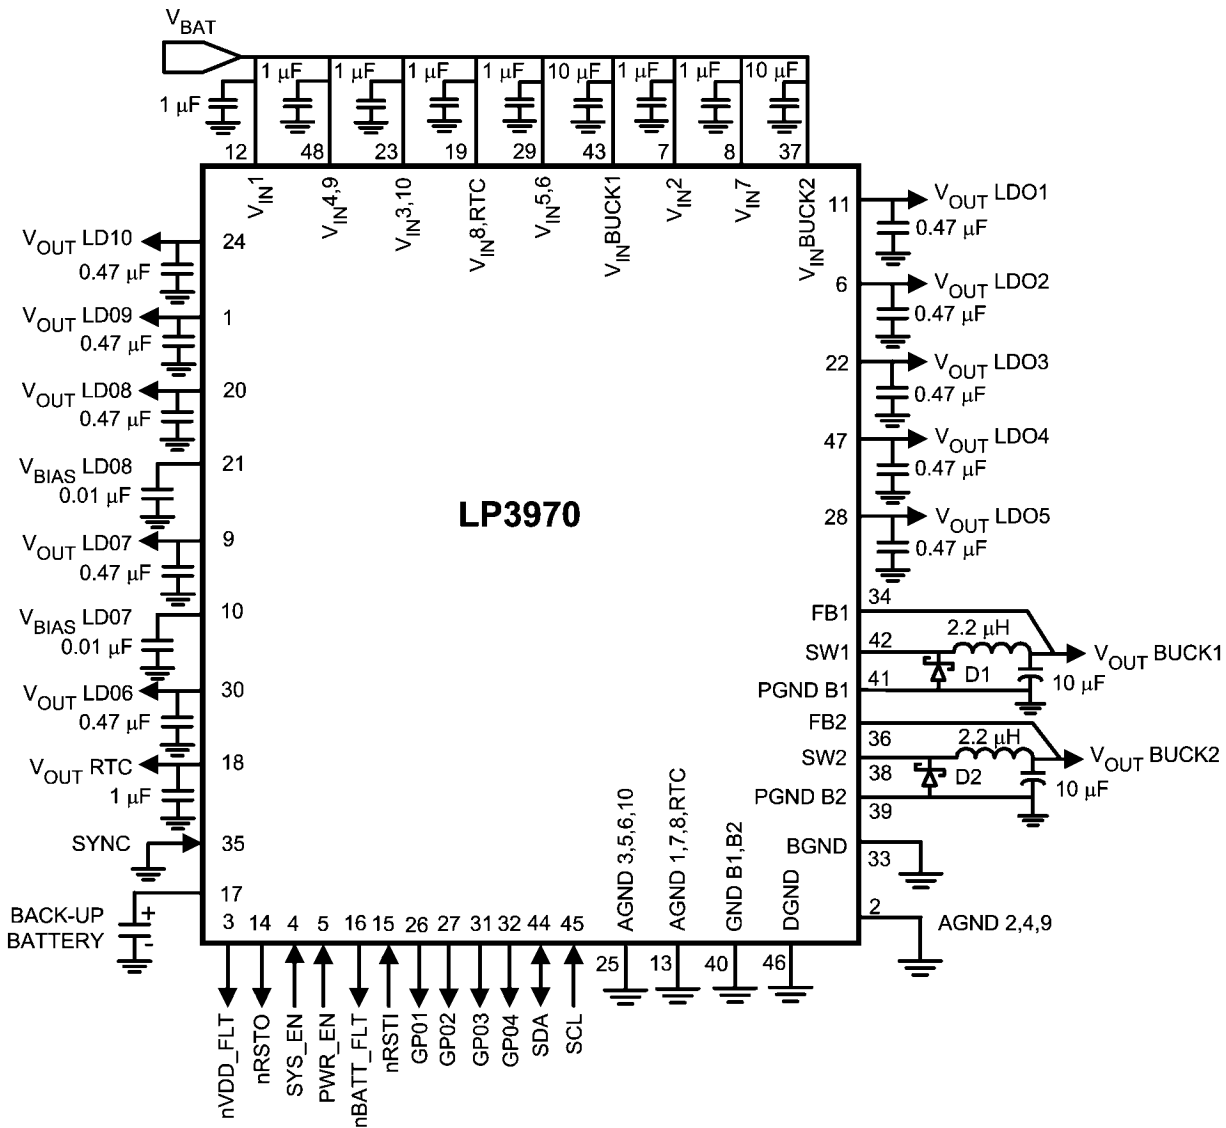 VBAT
1 µF
1 µF
1 µF
1 µF
1 µF
10 µF
1 µF
1 µF
10 µF
12
48
23
19
29
43
7
8
37
VIN1
VIN4,9
VIN3,10
VIN8,RTC
VIN5,6
VINBUCK1
VIN2
VIN7
VINBUCK2
VOUT LD10
24
0.47 µF
VOUT LD09
1
0.47 µF
VOUT LD08
20
0.47 µF
VBIAS LD08
21
0.01 µF
VOUT LD07
9
0.47 µF
VBIAS LD07
10
0.01 µF
VOUT LD06
30
0.47 µF
VOUT RTC
18
1 µF
SYNC
35
17
BACK-UP
BATTERY
+
-
LP3970
11
VOUT LDO1
0.47 µF
6
VOUT LDO2
0.47 µF
22
VOUT LDO3
0.47 µF
47
VOUT LDO4
0.47 µF
28
VOUT LDO5
0.47 µF
34
FB1
2.2 µH
42
SW1
VOUT BUCK1
D1
41
10 µF
PGND B1
FB2
36
2.2 µH
SW2
VOUT BUCK2
38
D2
10 µF
PGND B2
39
BGND
33
2
AGND 2,4,9
AGND 3,5,6,10
AGND 1,7,8,RTC
GND B1,B2
DGND
3
14
4
5
16
15
26
27
31
32
44
45
25
13
40
46
nVDD_FLT
nRSTO
SYS_EN
PWR_EN
nBATT_FLT
nRSTI
GP01
GP02
GP03
GP04
SDA
SCL